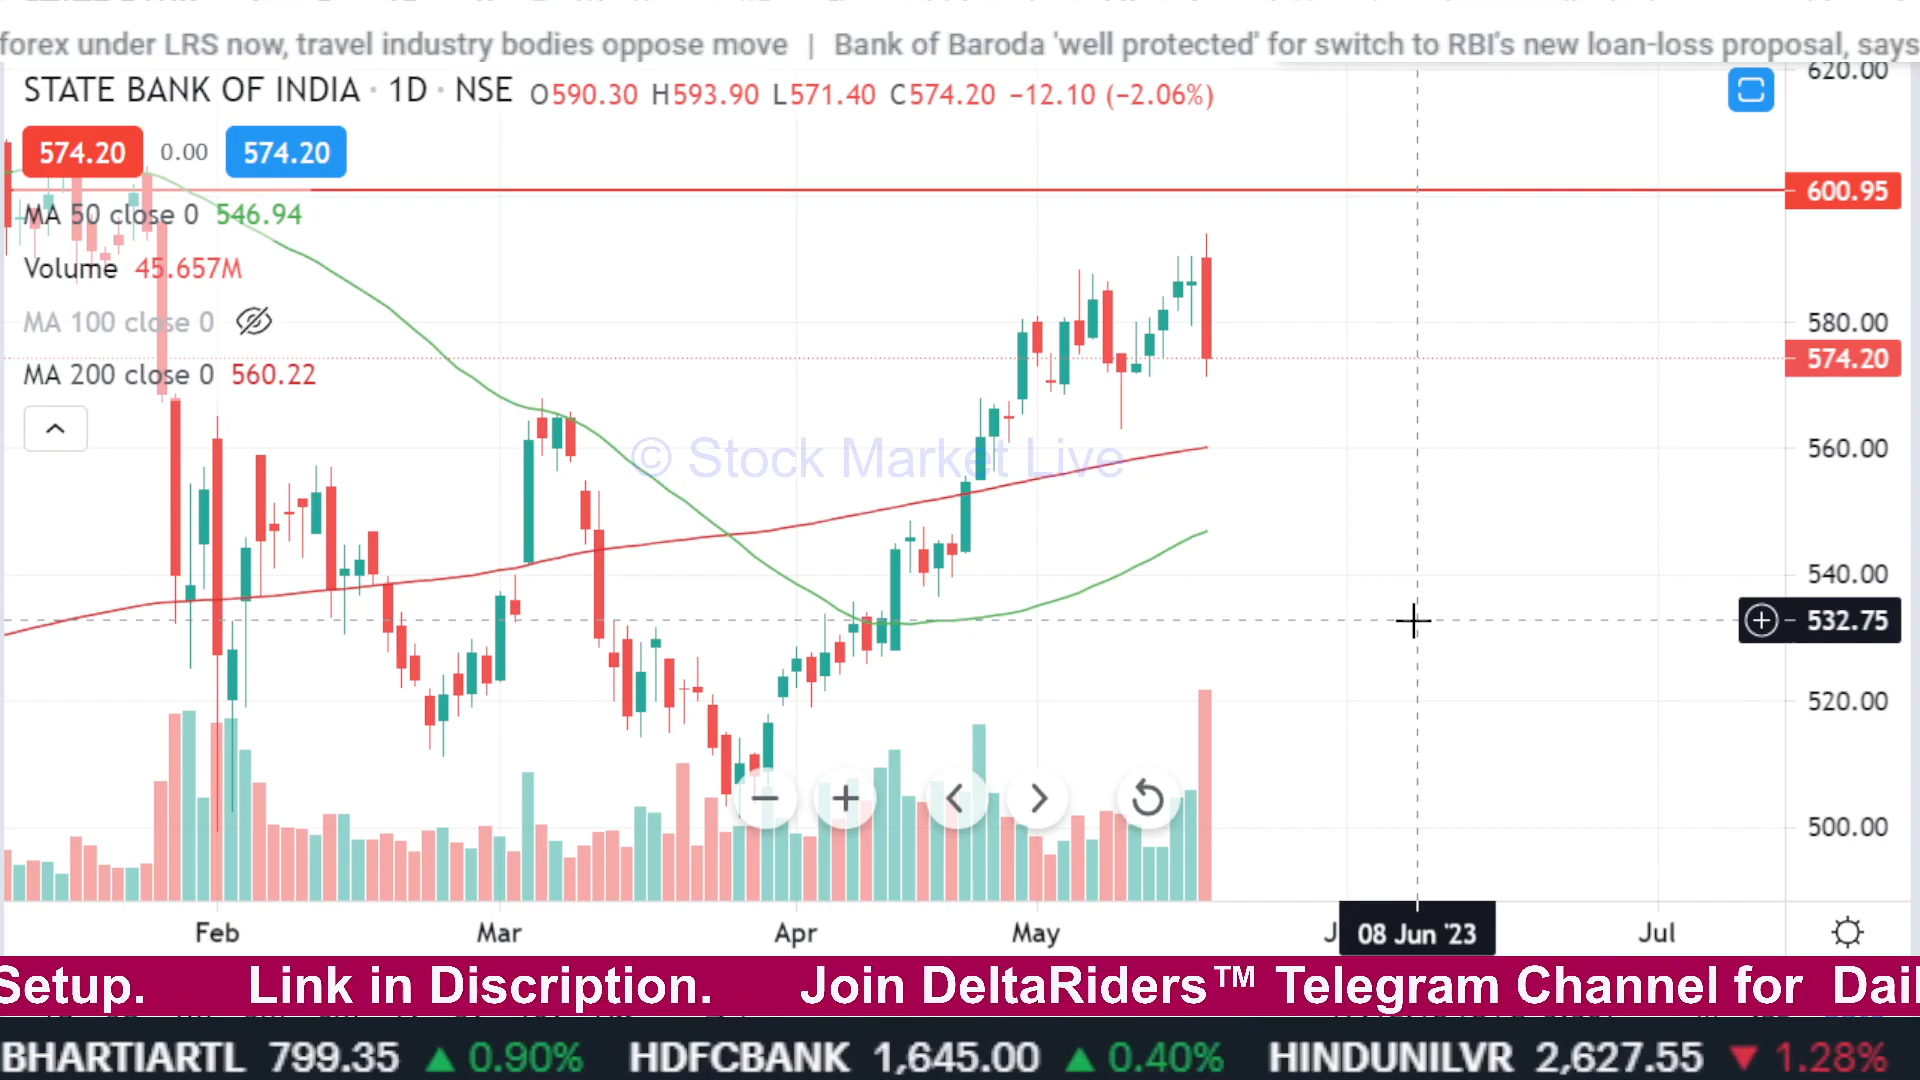 forex under LRS now, travel industry bodies oppose move | Bank of Baroda 'well protected' for switch to RBI's new loan-loss proposal, says
STATE BANK OF INDIA · 1D · NSE O590.30 H593.90 L571.40 C574.20 −12.10 (−2.06%)
620.00
574.20 0.00 574.20
600.95
MA 50 close 0 546.94
Volume 45.657M
MA 100 close 0
580.00
574.20
MA 200 close 0 560.22
© Stock Market Live
560.00
540.00
532.75
520.00
500.00
Feb Mar Apr May J 08 Jun '23 Jul
Setup. Link in Discription. Join DeltaRiders™ Telegram Channel for Dail
BHARTIARTL 799.35 ▲ 0.90% HDFCBANK 1,645.00 ▲ 0.40% HINDUNILVR 2,627.55 ▼ 1.28%